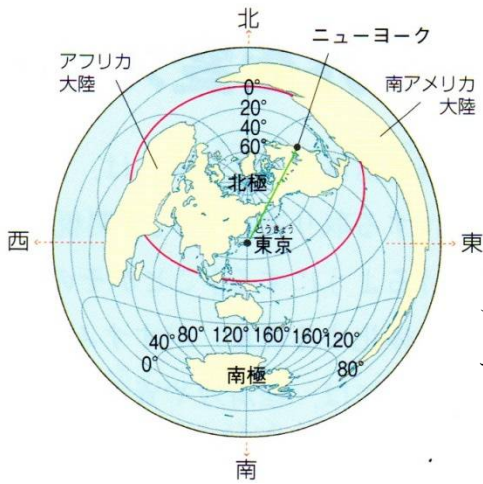 北
ニューヨーク
アフリカ
大陸
南アメリカ
大陸
0°
20°
40°
60°
北極
西
とうきょう
東京
東
40° 80° 120° 160° 160° 120°
0°
80°
南極
南